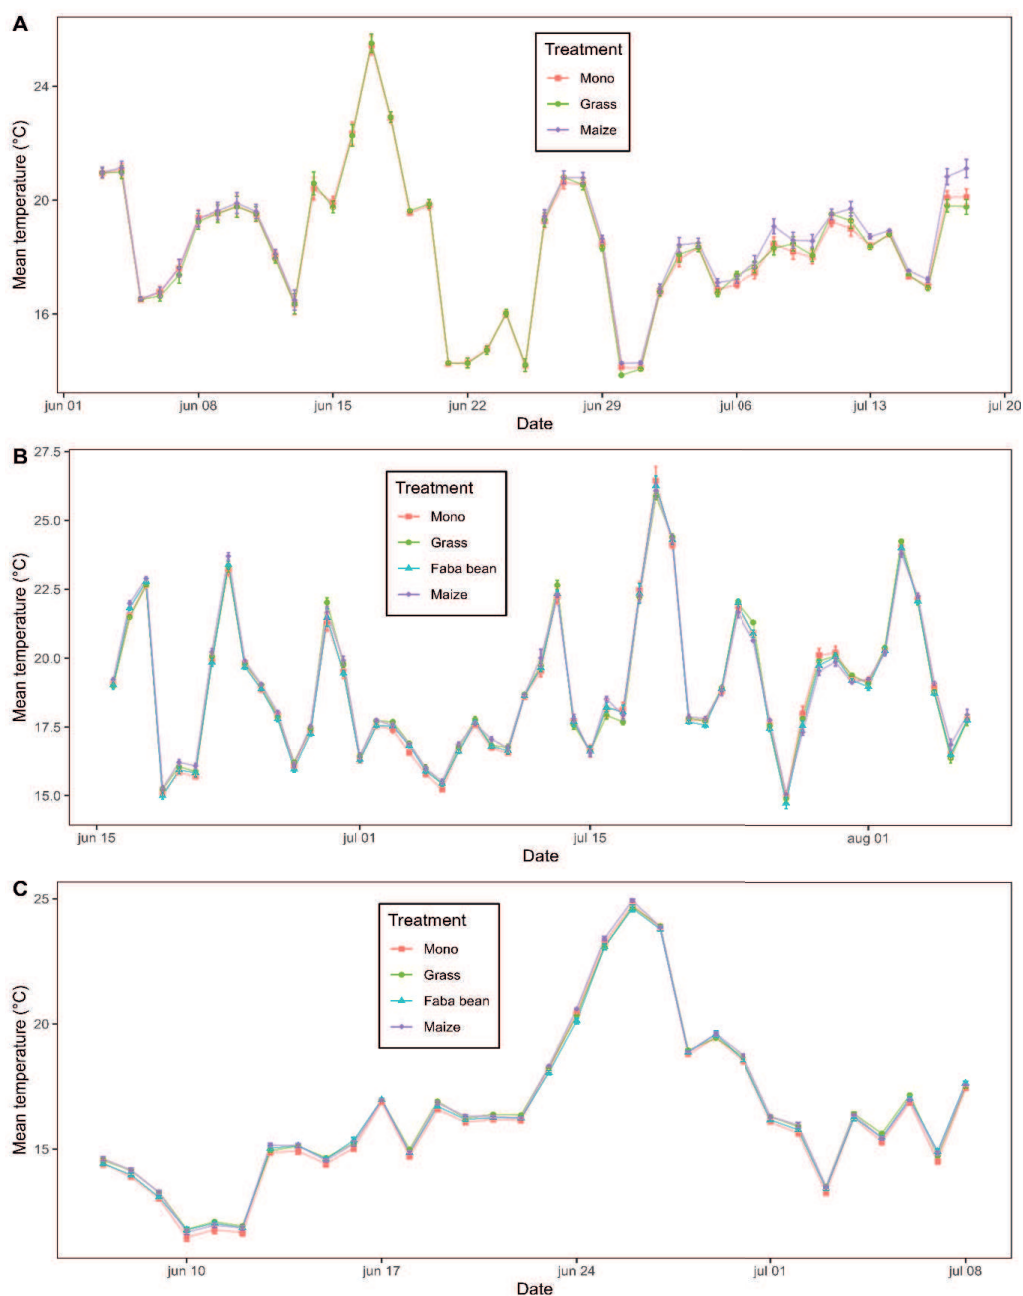 A
Treatment
Mono
Grass
Maize
Mean temperature (°C)
24
20
16
jun 01 jun 08 jun 15 jun 22 jun 29 jul 06 jul 13 jul 20
Date
B
Treatment
Mono
Grass
Faba bean
Maize
Mean temperature (°C)
27.5
25.0
22.5
20.0
17.5
15.0
jun 15 jul 01 jul 15 aug 01
Date
C
Treatment
Mono
Grass
Faba bean
Maize
Mean temperature (°C)
25
20
15
jun 10 jun 17 jun 24 jul 01 jul 08
Date